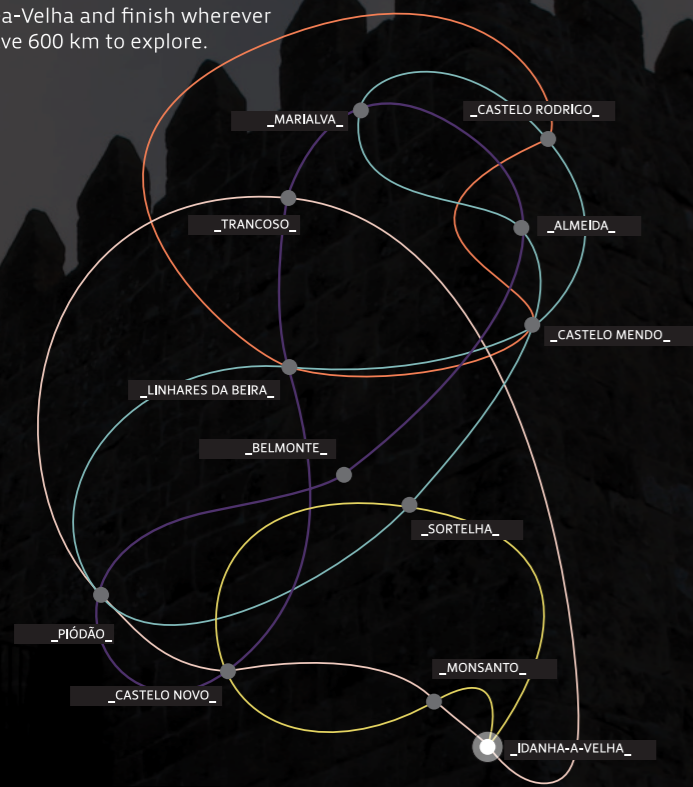 a-Velha and finish wherever
ve 600 km to explore.
_CASTELO RODRIGO_
_MARIALVA_
_TRANCOSO_
_ALMEIDA_
_CASTELO MENDO_
_LINHARES DA BEIRA_
_BELMONTE_
_SORTELHA_
_PIÓDÃO_
_MONSANTO_
_CASTELO NOVO_
_IDANHA-A-VELHA_